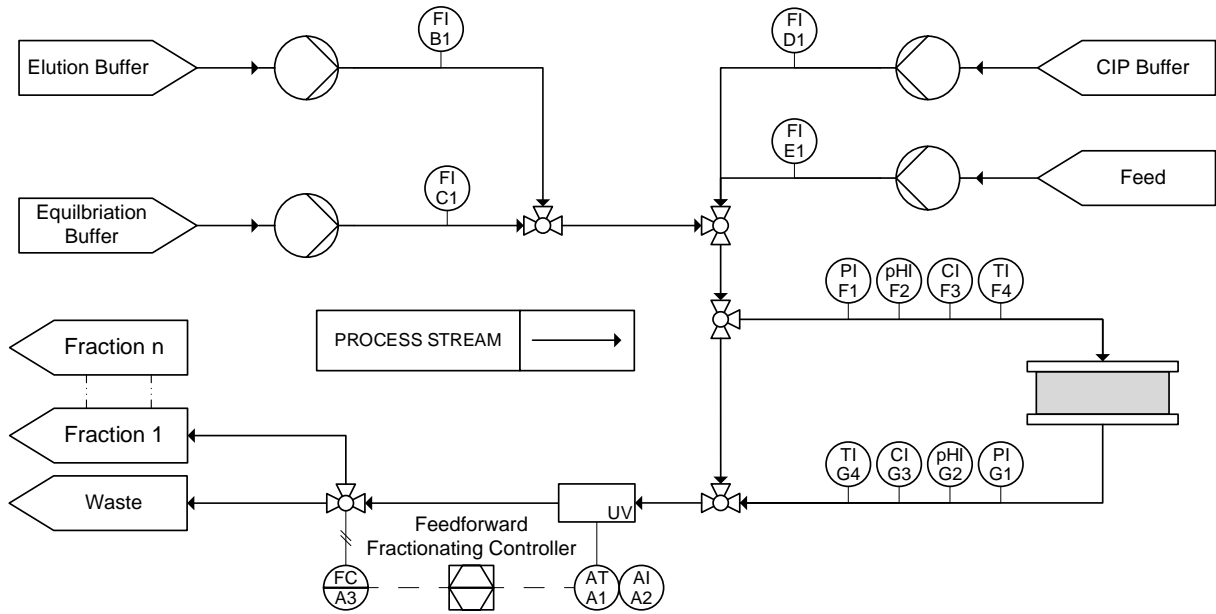 FI
B1
FI
D1
Elution Buffer
CIP Buffer
FI
E1
Feed
FI
C1
Equilbriation
Buffer
PI
F1
pHI
F2
CI
F3
TI
F4
PROCESS STREAM
Fraction n
Fraction 1
Waste
TI
G4
CI
G3
pHI
G2
PI
G1
UV
Feedforward
Fractionating Controller
FC
A3
AT
A1
AI
A2